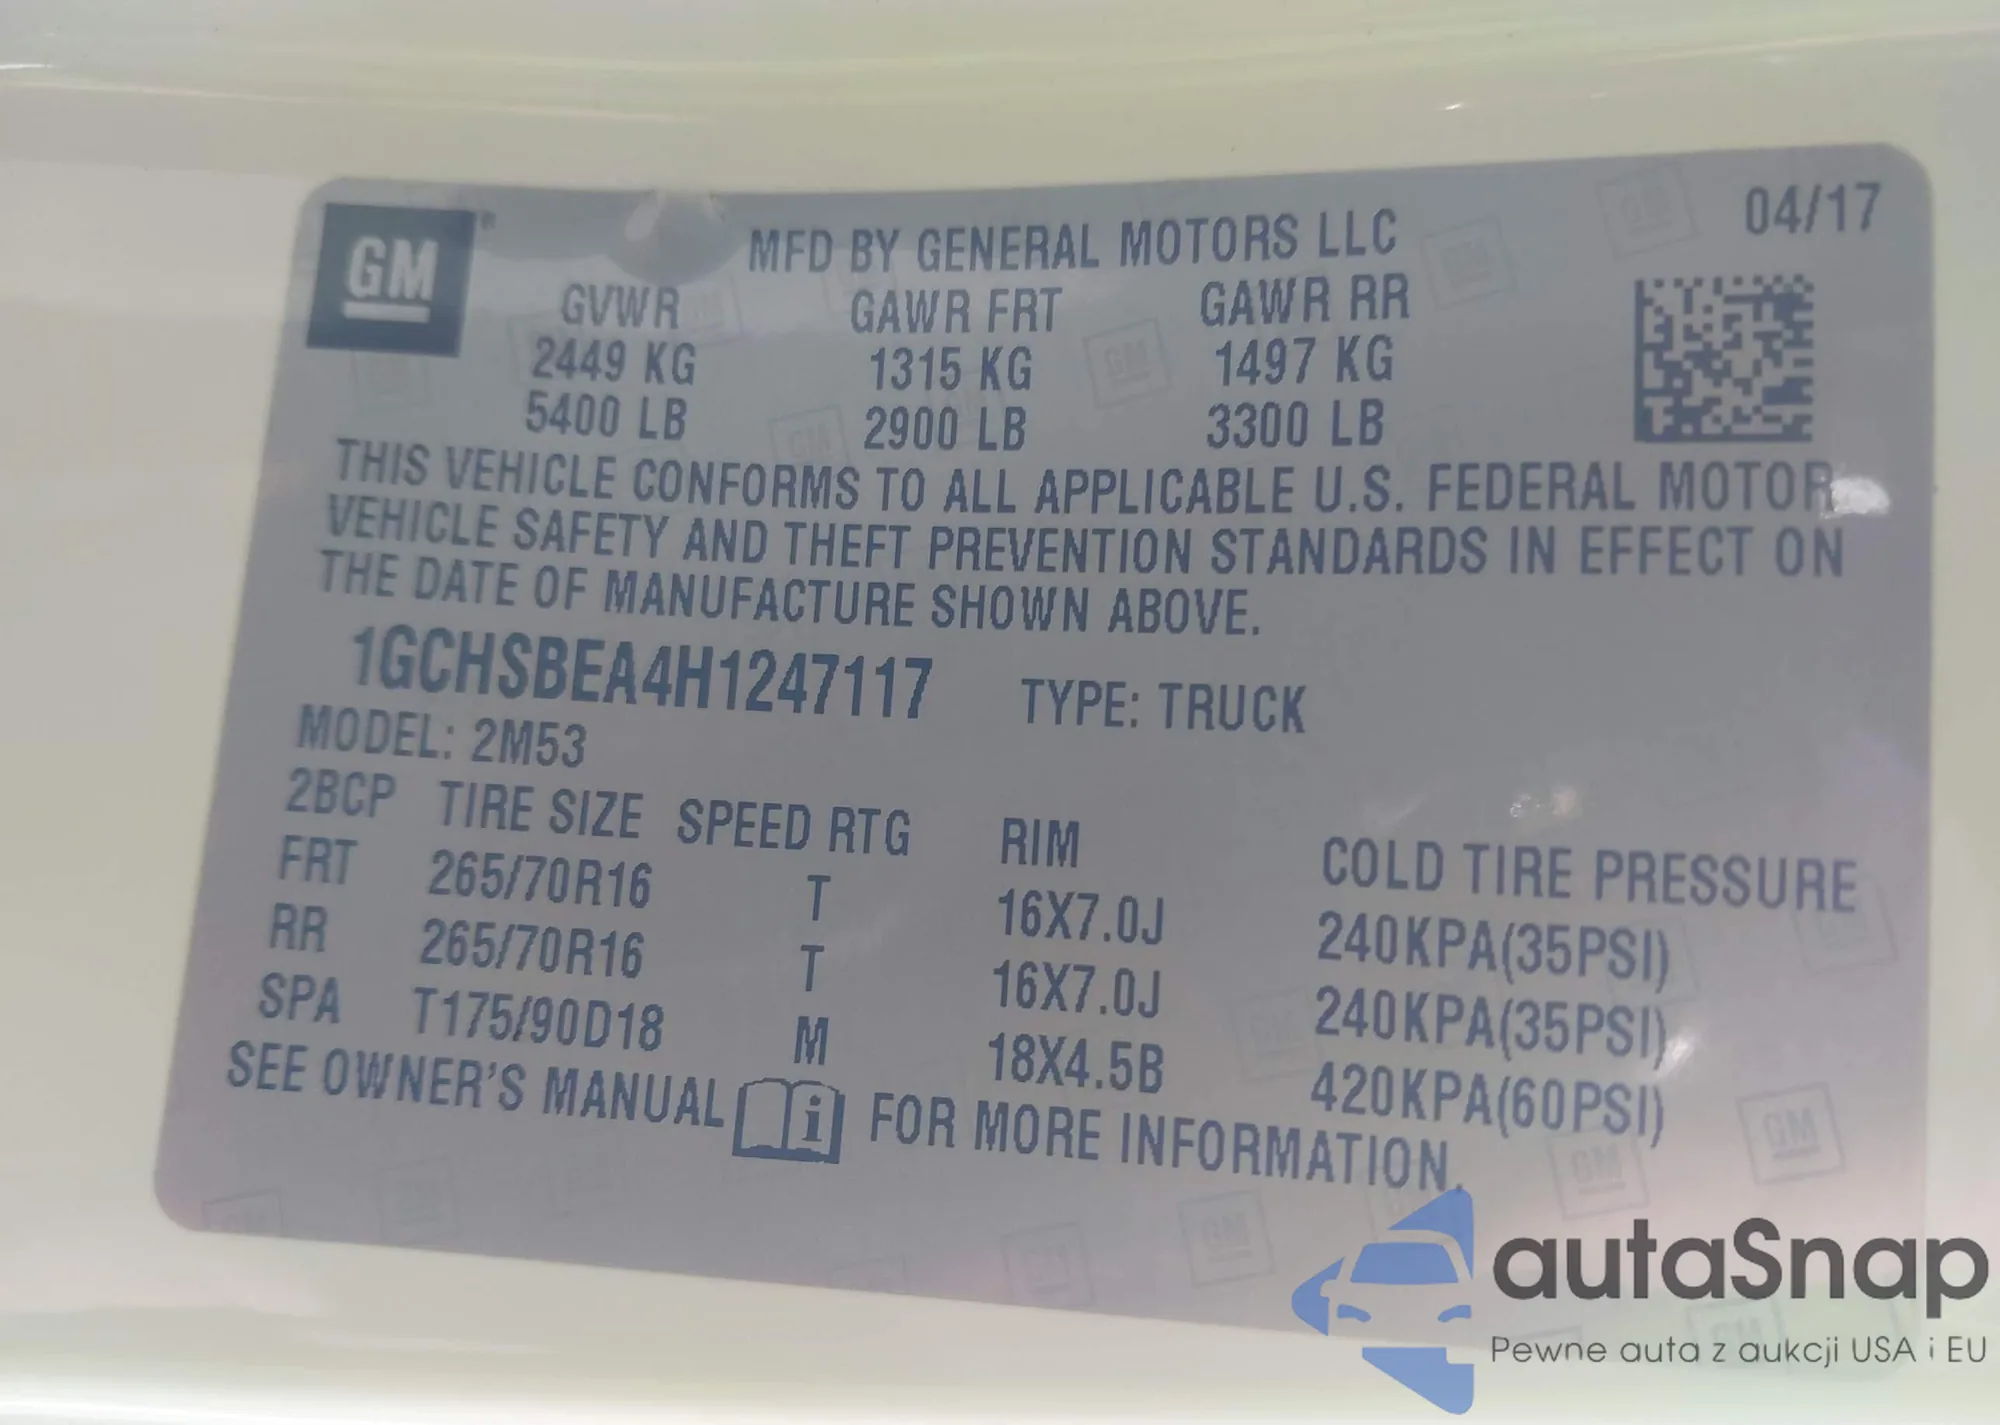 GM®
MFD BY GENERAL MOTORS LLC
04/17
GVWR GAWR FRT GAWR RR
2449 KG 1315 KG 1497 KG
5400 LB 2900 LB 3300 LB
THIS VEHICLE CONFORMS TO ALL APPLICABLE U.S. FEDERAL MOTOR
VEHICLE SAFETY AND THEFT PREVENTION STANDARDS IN EFFECT ON
THE DATE OF MANUFACTURE SHOWN ABOVE.
1GCHSBEA4H1247117 TYPE: TRUCK
MODEL: 2M53
2BCP TIRE SIZE SPEED RTG RIM COLD TIRE PRESSURE
FRT 265/70R16 T 16X7.0J 240KPA(35PSI)
RR 265/70R16 T 16X7.0J 240KPA(35PSI)
SPA T175/90D18 M 18X4.5B 420KPA(60PSI)
SEE OWNER'S MANUAL i FOR MORE INFORMATION.
autaSnap
Pewne auta z aukcji USA i EU